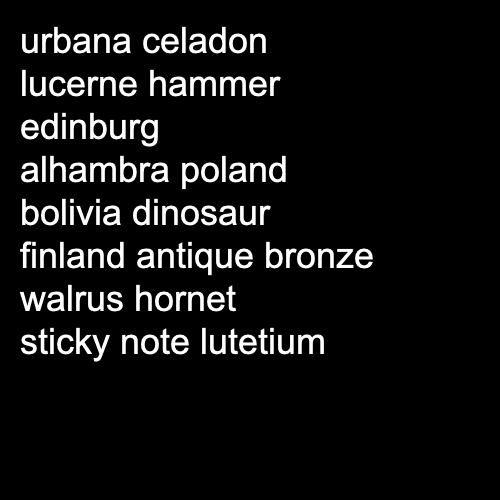 urbana celadon
lucerne hammer
edinburg
alhambra poland
bolivia dinosaur
finland antique bronze
walrus hornet
sticky note lutetium